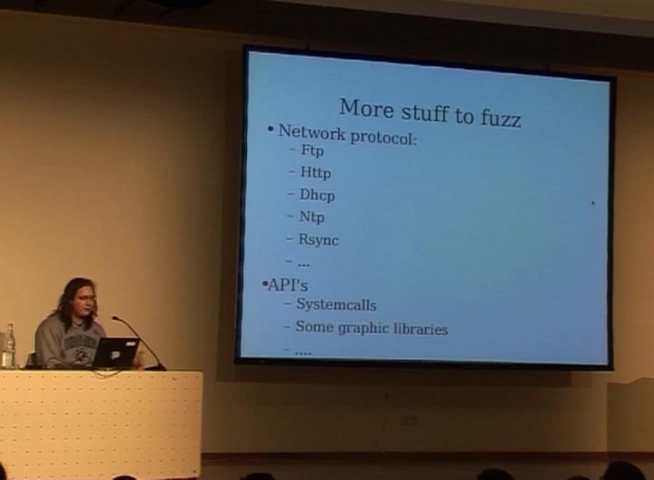 More stuff to fuzz
• Network protocol:
– Ftp
– Http
– Dhcp
– Ntp
– Rsync
– ...
•API's
– Systemcalls
– Some graphic libraries
– ....